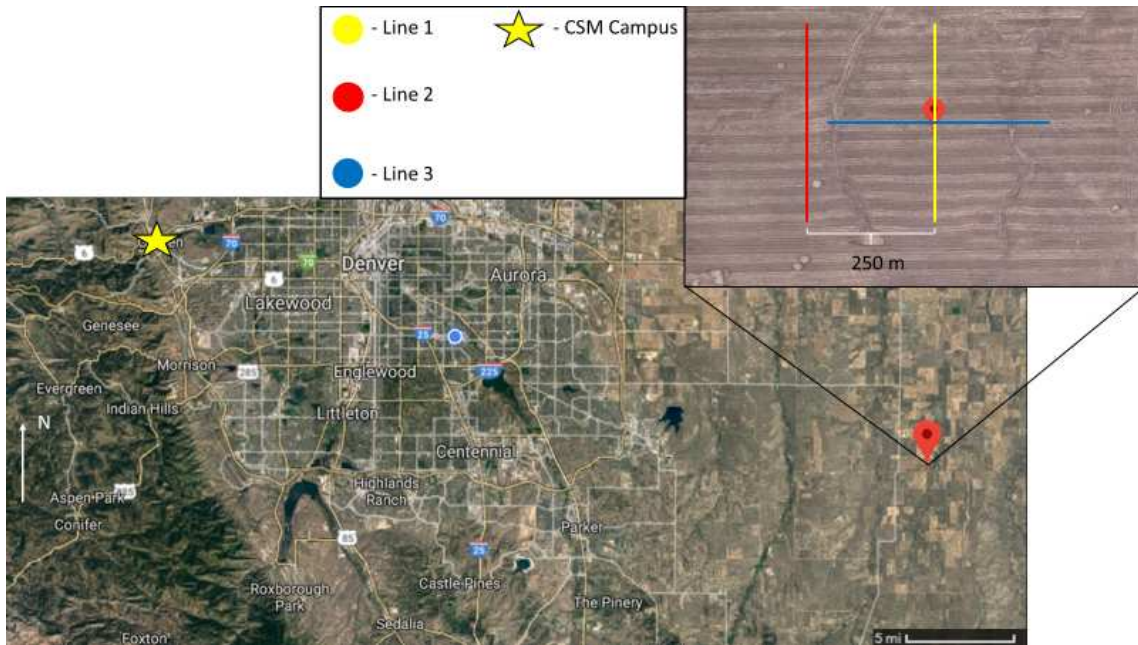 - Line 1
- CSM Campus
- Line 2
- Line 3
250 m
70
6
70
70
Denver
Aurora
6
Lakewood
Genesee
25
Morrison
285
Englewood
225
Evergreen
Indian Hills
Littleton
N
Centennial
Highlands
Ranch
Aspen Park
Conifer
85
Parker
25
Roxborough
Park
Castle Pines
The Pinery
Sedalia
Foxton
5 mi